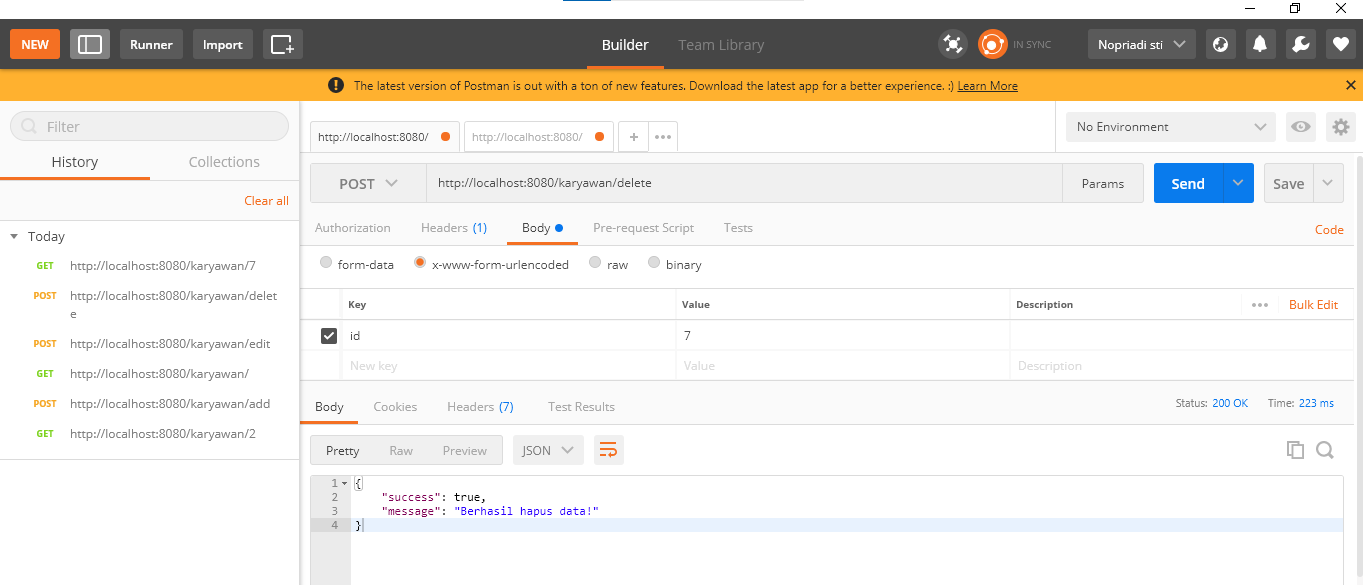 NEW
Runner
Import
Builder
Team Library
IN SYNC
Nopriadi sti
The latest version of Postman is out with a ton of new features. Download the latest app for a better experience. :) Learn More
Filter
History
Collections
Clear all
Today
GET http://localhost:8080/karyawan/7
POST http://localhost:8080/karyawan/delet
e
POST http://localhost:8080/karyawan/edit
GET http://localhost:8080/karyawan/
POST http://localhost:8080/karyawan/add
GET http://localhost:8080/karyawan/2
http://localhost:8080/
http://localhost:8080/
No Environment
POST
http://localhost:8080/karyawan/delete
Params
Send
Save
Authorization
Headers (1)
Body
Pre-request Script
Tests
Code
form-data
x-www-form-urlencoded
raw
binary
Key
Value
Description
Bulk Edit
id
7
New key
Value
Description
Body
Cookies
Headers (7)
Test Results
Status: 200 OK
Time: 223 ms
Pretty
Raw
Preview
JSON
1 {
2 "success": true,
3 "message": "Berhasil hapus data!"
4 }